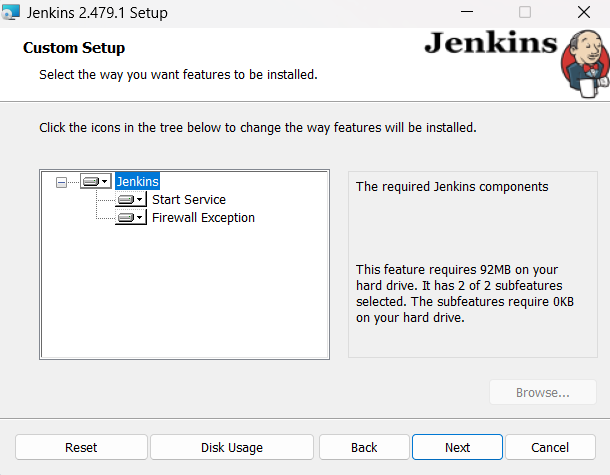 Jenkins 2.479.1 Setup
Custom Setup
Jenkins
Select the way you want features to be installed.
Click the icons in the tree below to change the way features will be installed.
Jenkins
Start Service
Firewall Exception
The required Jenkins components
This feature requires 92MB on your
hard drive. It has 2 of 2 subfeatures
selected. The subfeatures require 0KB
on your hard drive.
Browse...
Reset
Disk Usage
Back
Next
Cancel